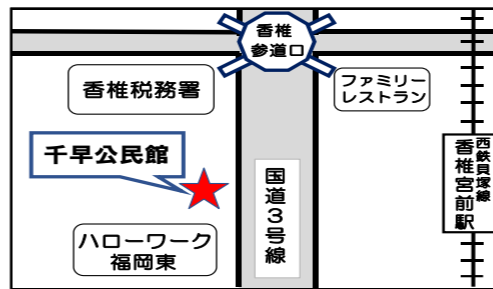 香椎
参道口
香椎税務署
ファミリー
レストラン
千早公民館
国道3号線
西鉄貝塚線
香椎宮前駅
ハローワーク
福岡東